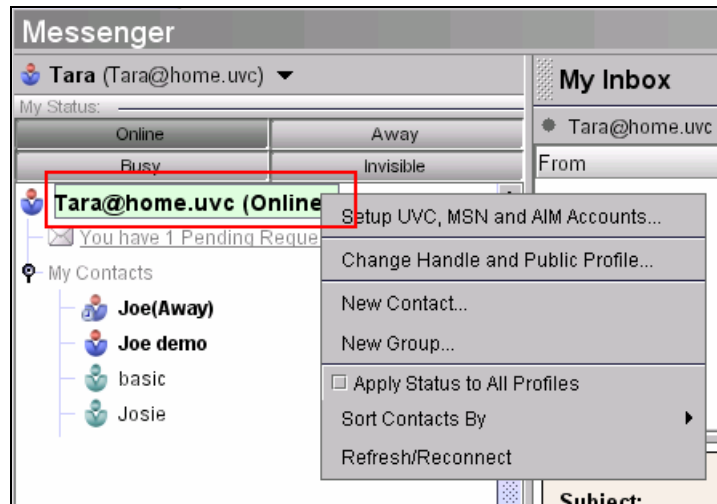 Messenger
Tara (Tara@home.uvc)
My Status:
Online Away
Busy Invisible
Tara@home.uvc (Online
You have 1 Pending Reque
My Contacts
Joe(Away)
Joe demo
basic
Josie
Setup UVC, MSN and AIM Accounts...
Change Handle and Public Profile...
New Contact...
New Group...
Apply Status to All Profiles
Sort Contacts By
Refresh/Reconnect
My Inbox
Tara@home.uvc
From
Subject: